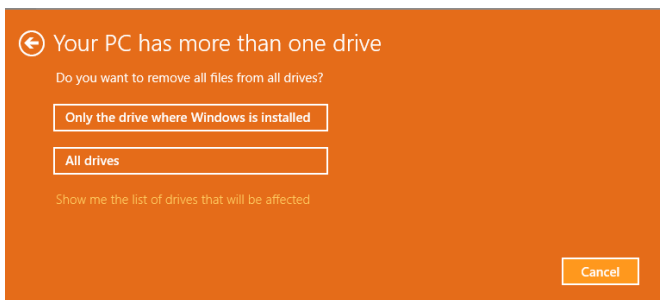 Your PC has more than one drive
Do you want to remove all files from all drives?
Only the drive where Windows is installed
All drives
Show me the list of drives that will be affected
Cancel